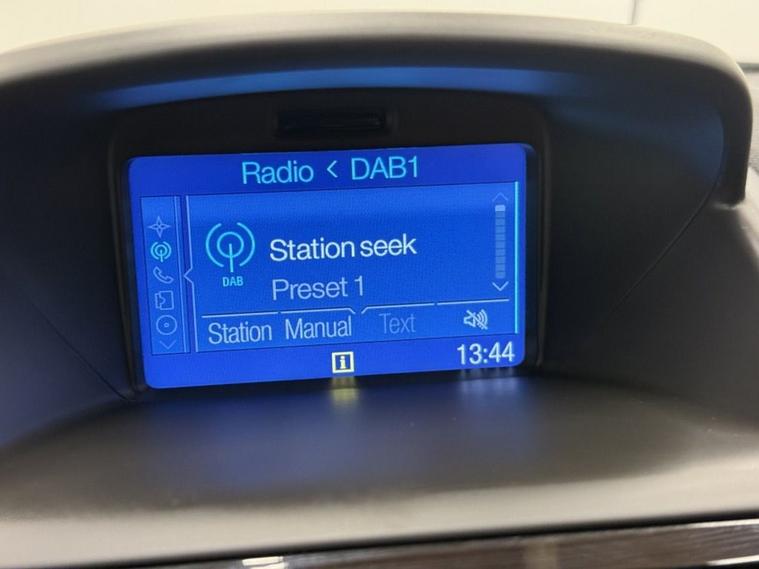 Radio < DAB1
Station seek
DAB
Preset 1
Station Manual Text
i
13:44